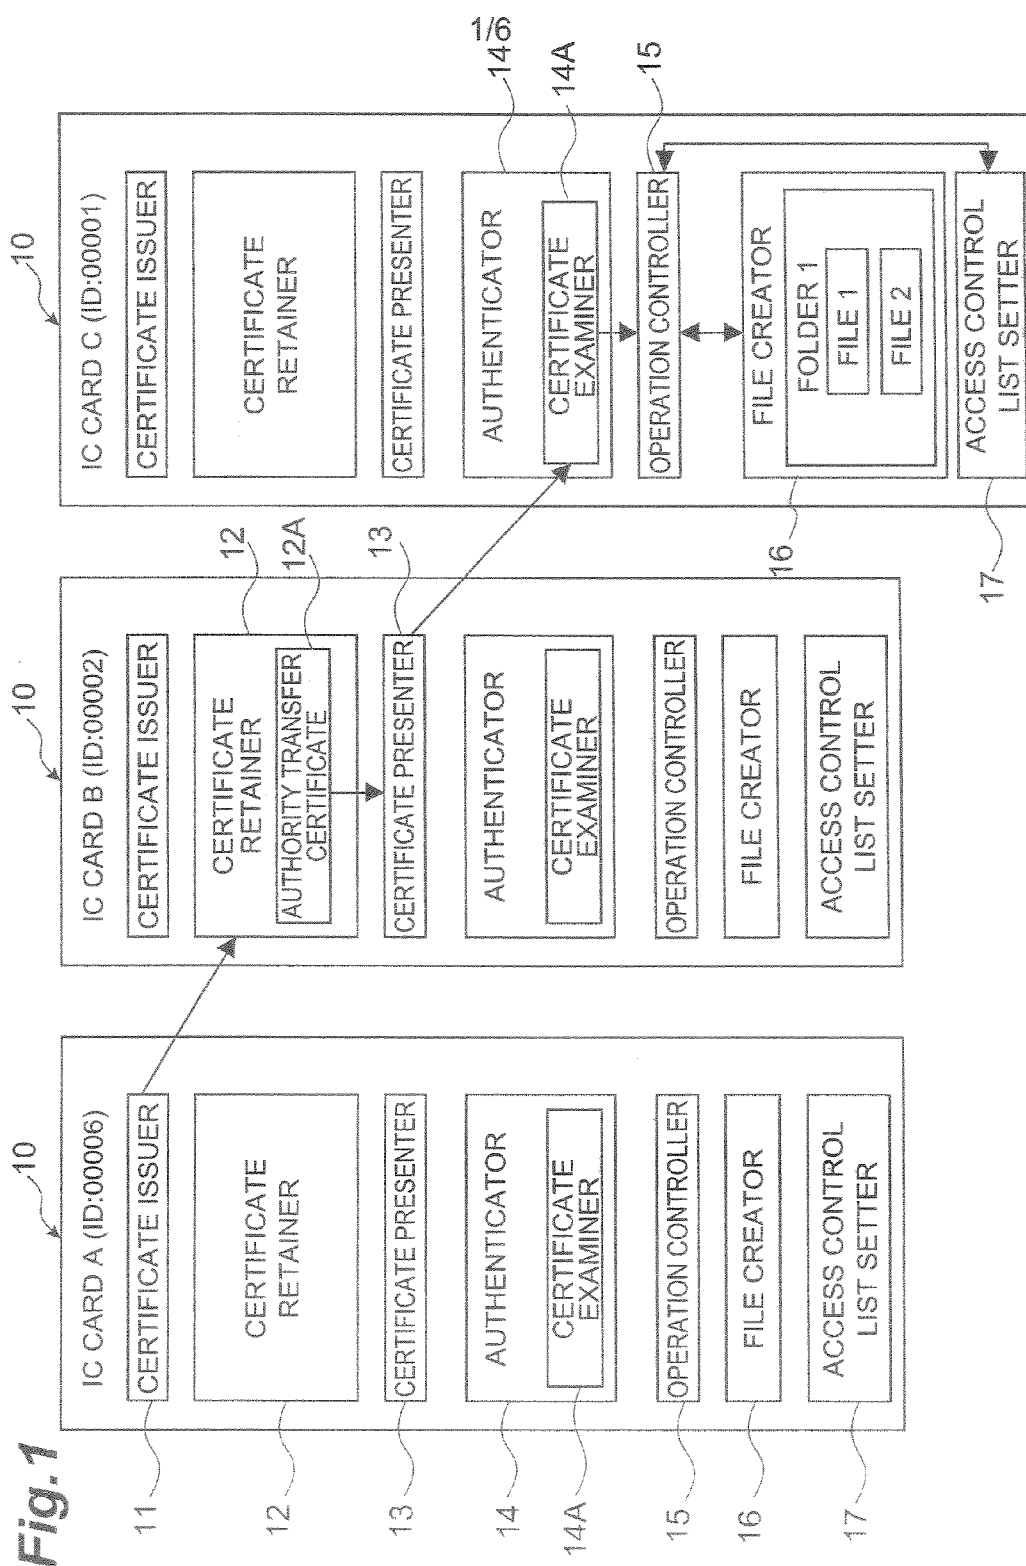 Fig.1
1/6
10
IC CARD A (ID:00006)
11
CERTIFICATE ISSUER
12
CERTIFICATE
RETAINER
13
CERTIFICATE PRESENTER
14
AUTHENTICATOR
14A
CERTIFICATE
EXAMINER
15
OPERATION CONTROLLER
16
FILE CREATOR
17
ACCESS CONTROL
LIST SETTER
10
IC CARD B (ID:00002)
CERTIFICATE ISSUER
12
CERTIFICATE
RETAINER
12A
AUTHORITY TRANSFER
CERTIFICATE
13
CERTIFICATE PRESENTER
AUTHENTICATOR
CERTIFICATE
EXAMINER
OPERATION CONTROLLER
FILE CREATOR
ACCESS CONTROL
LIST SETTER
10
IC CARD C (ID:00001)
CERTIFICATE ISSUER
CERTIFICATE
RETAINER
CERTIFICATE PRESENTER
14
AUTHENTICATOR
14A
CERTIFICATE
EXAMINER
15
OPERATION CONTROLLER
16
FILE CREATOR
FOLDER 1
FILE 1
FILE 2
17
ACCESS CONTROL
LIST SETTER